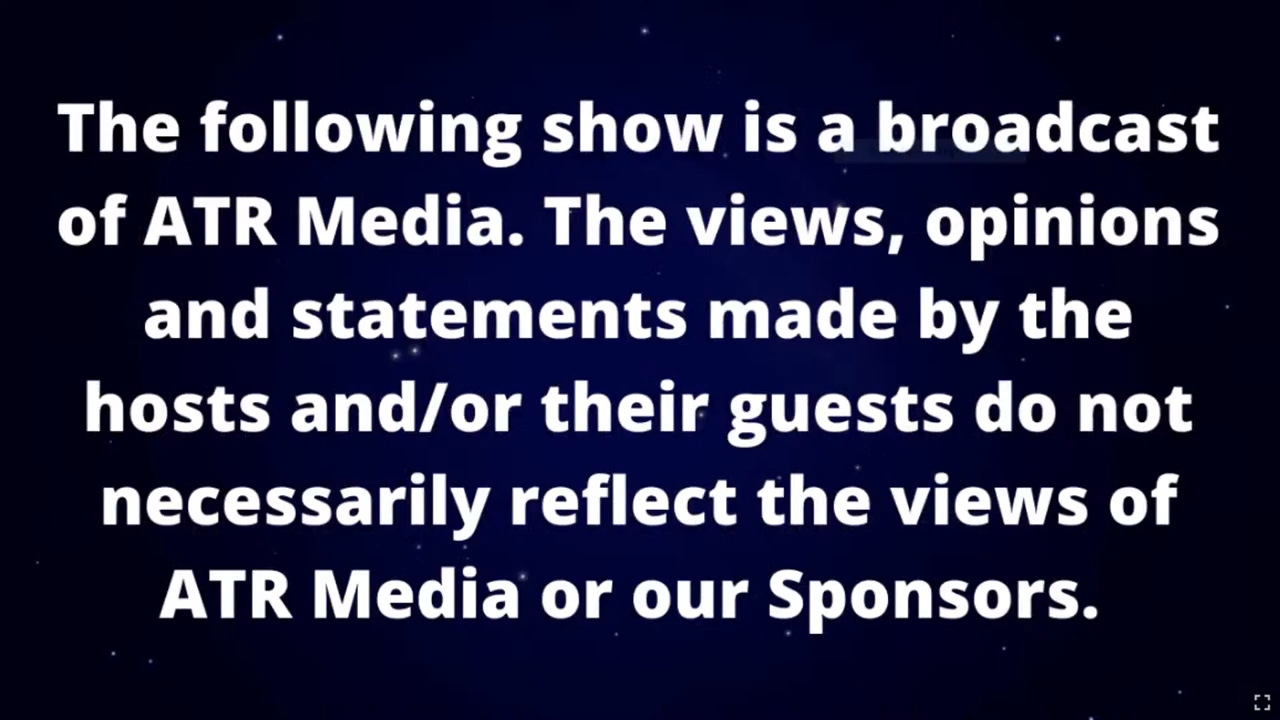 The following show is a broadcast
of ATR Media. The views, opinions
and statements made by the
hosts and/or their guests do not
necessarily reflect the views of
ATR Media or our Sponsors.